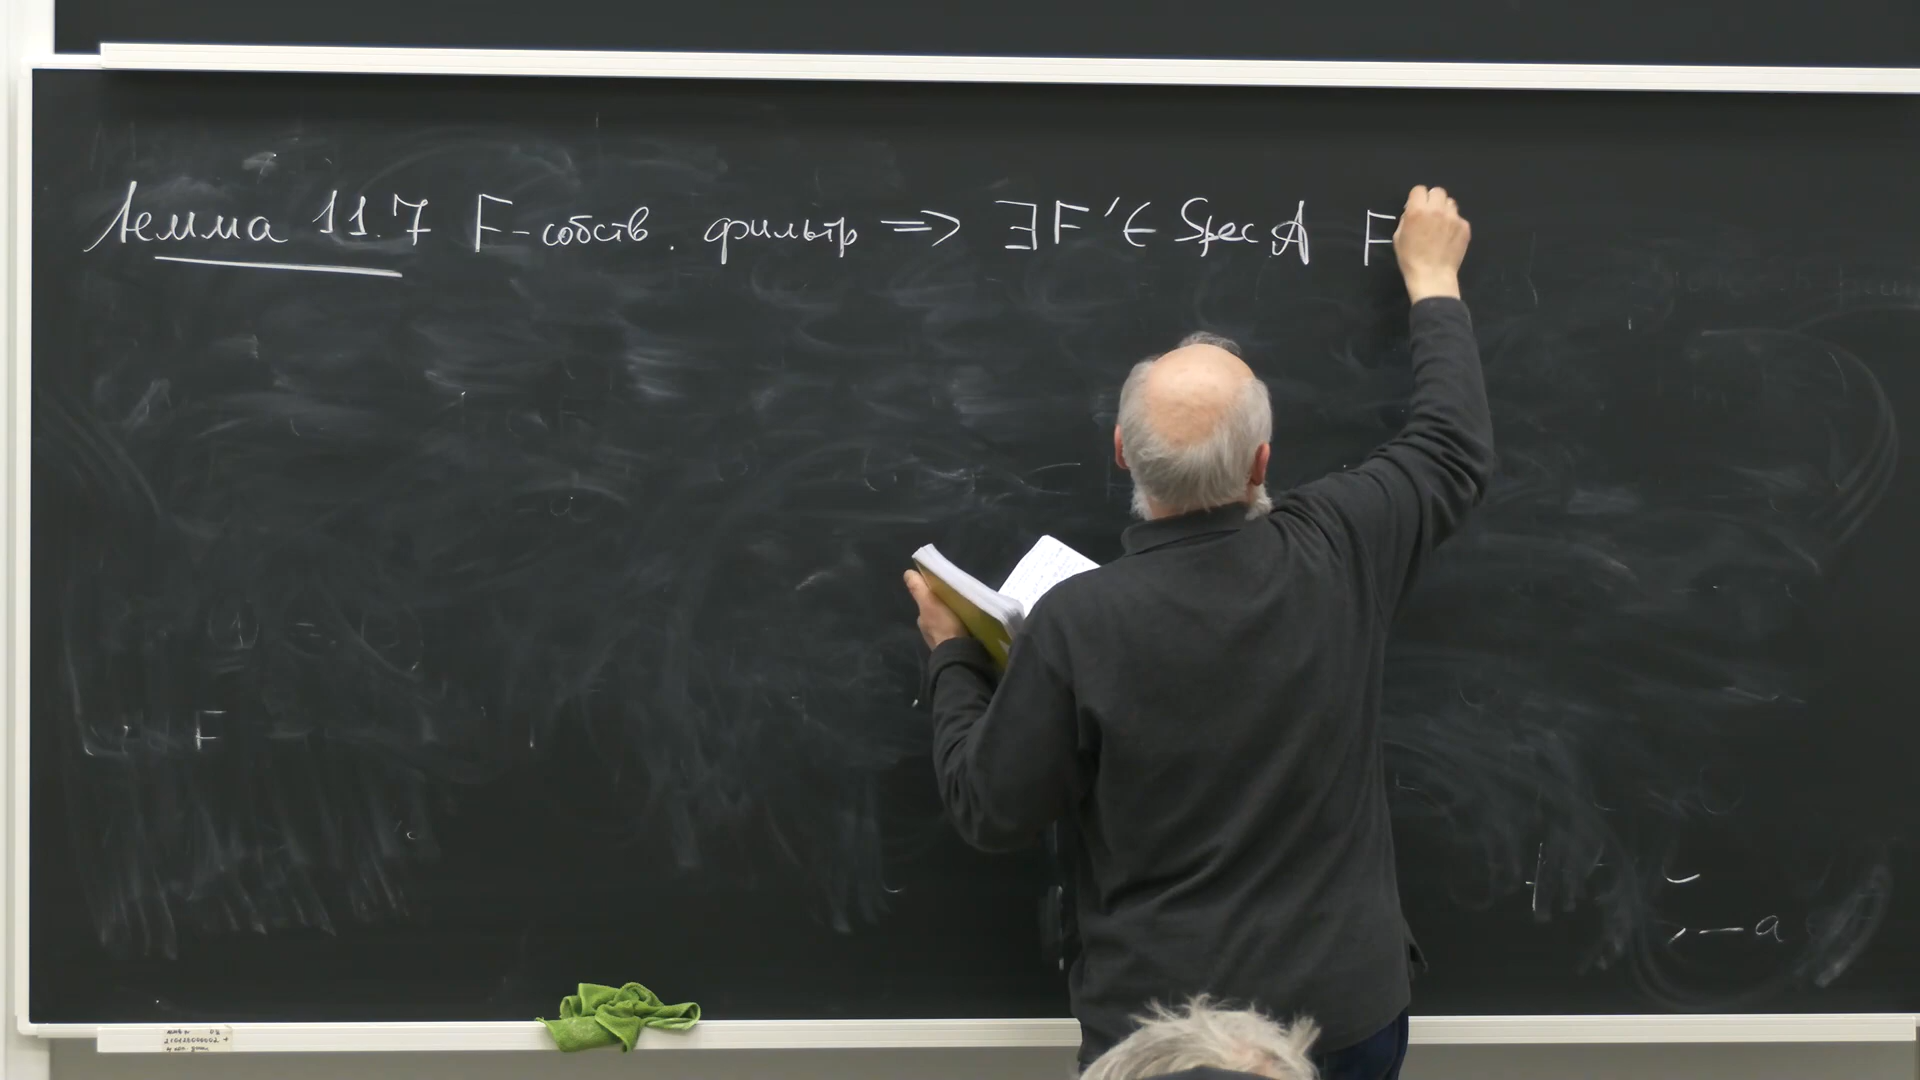 Лемма 11.7 F - собств. фильтр => ∃ F' ∈ Spec A F
F
- a